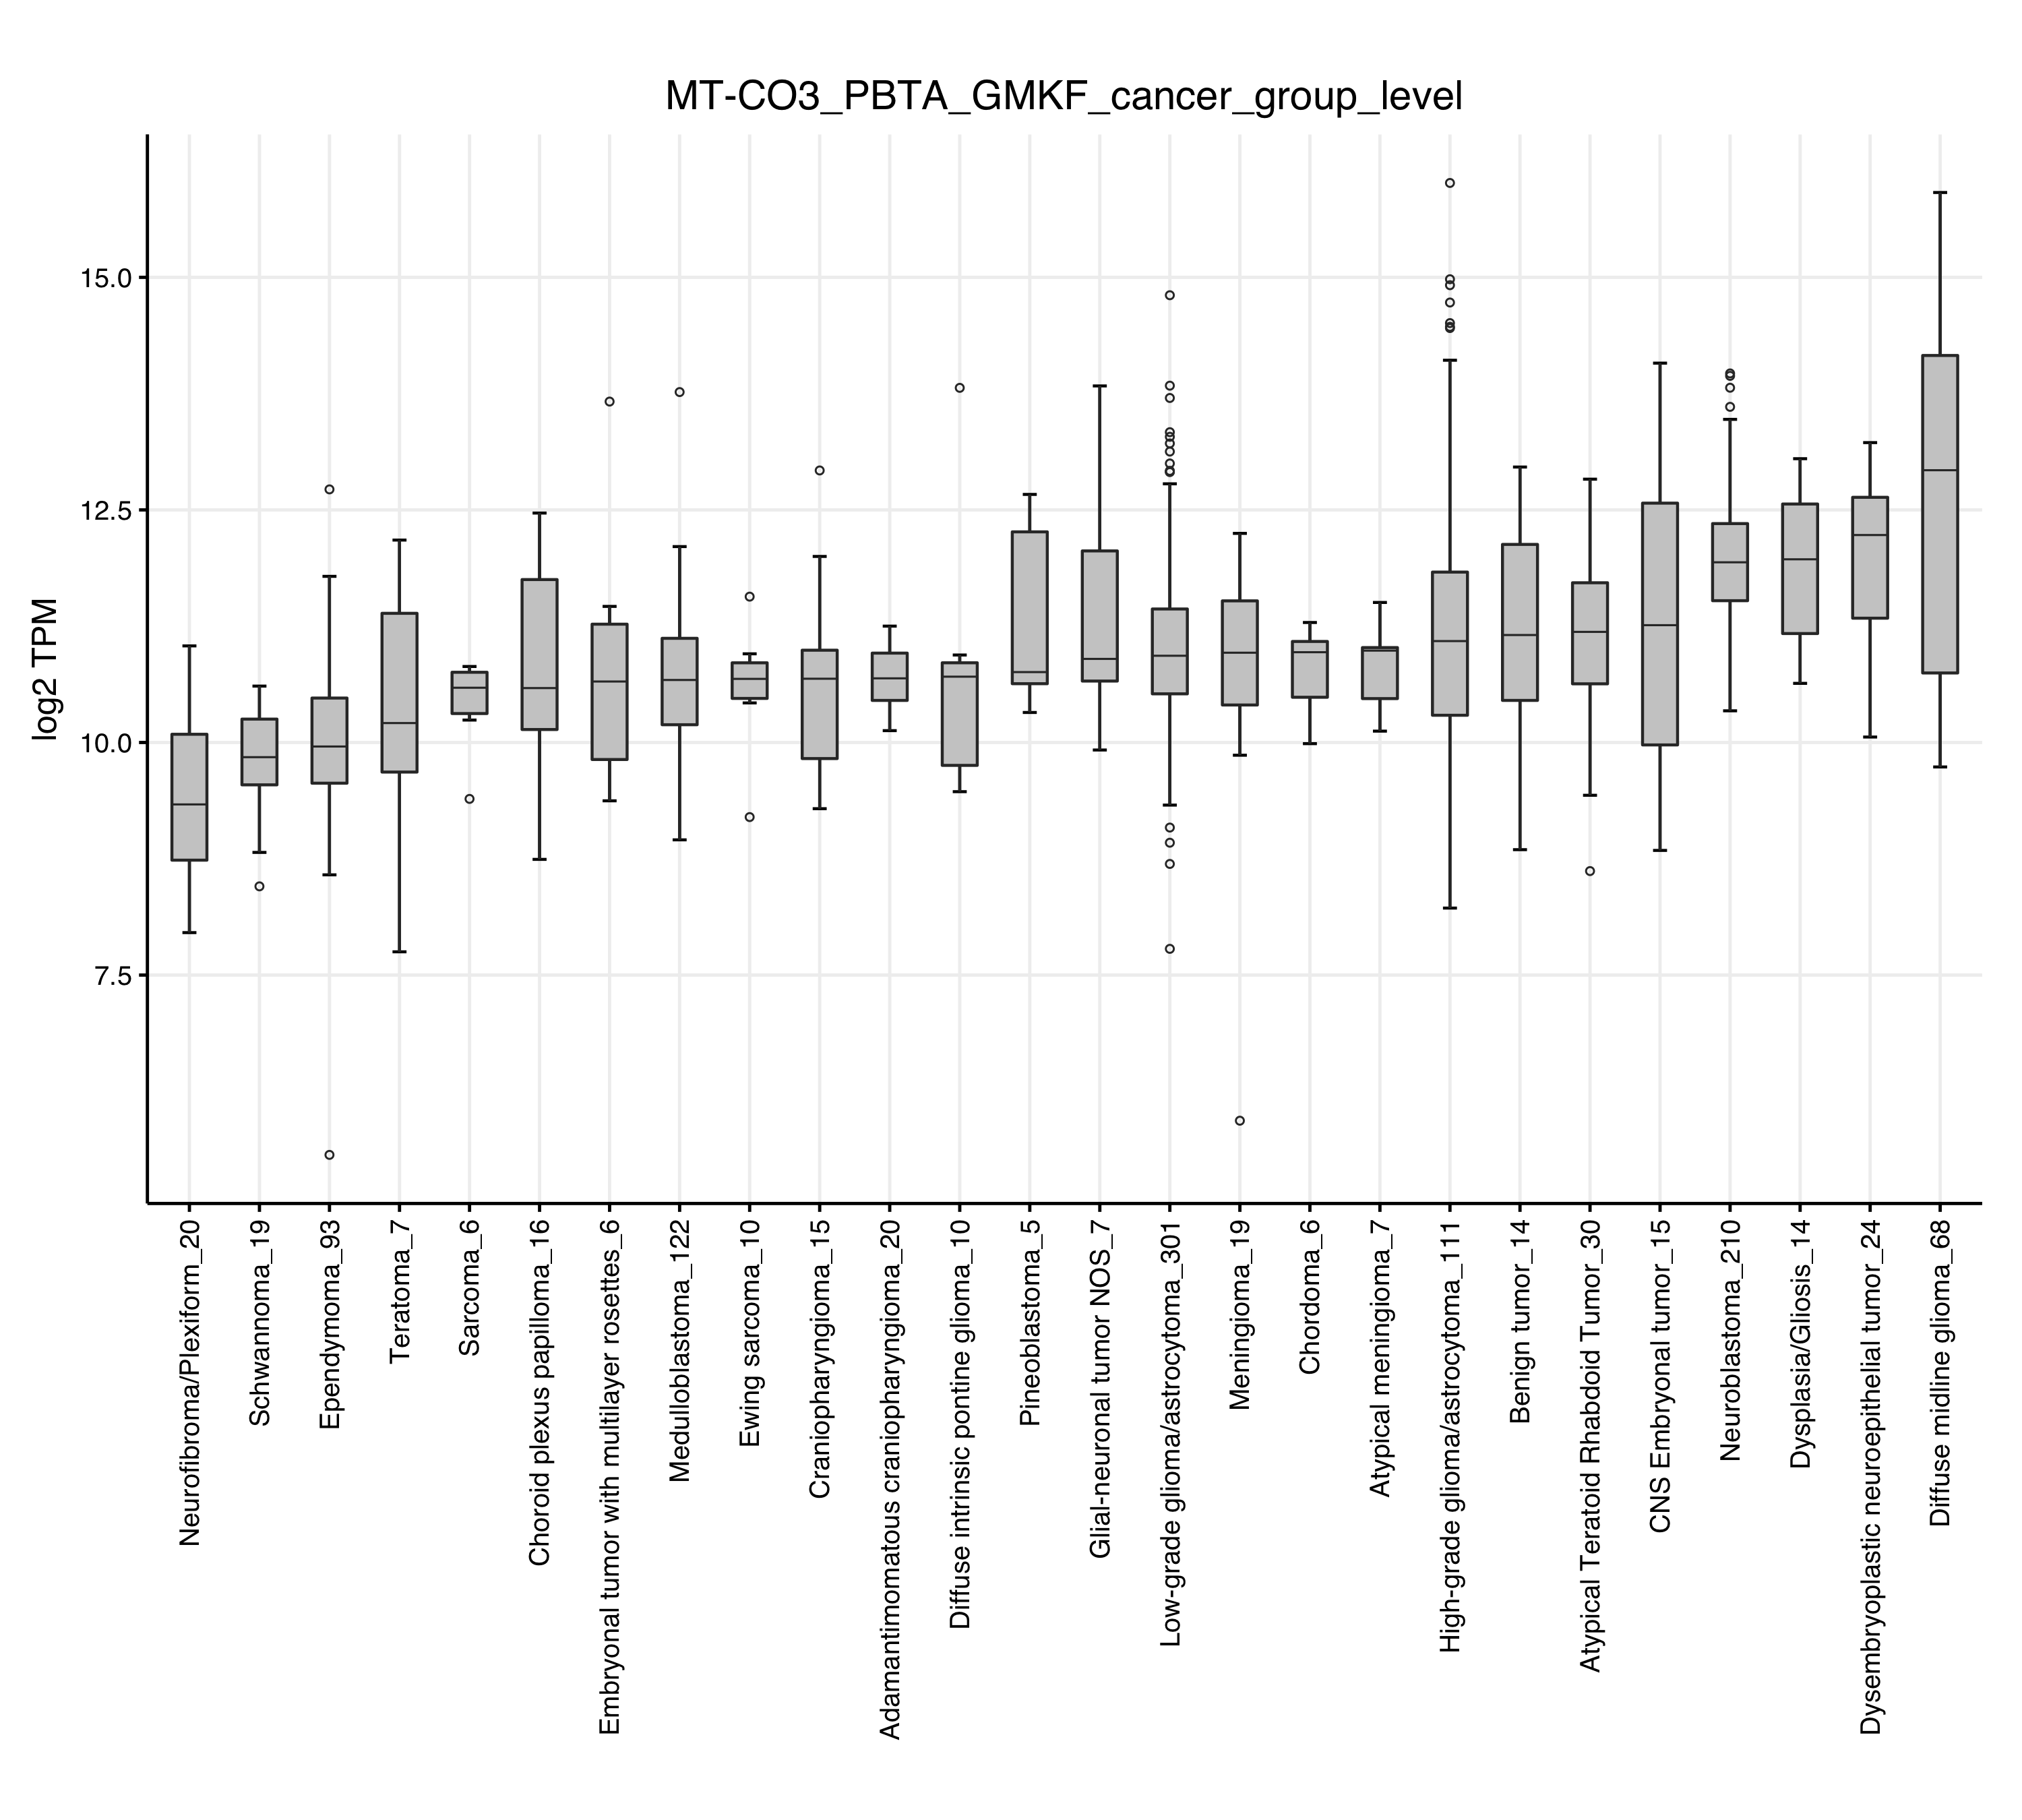 MT-CO3_PBTA_GMKF_cancer_group_level
log2 TPM
15.0
12.5
10.0
7.5
Neurofibroma/Plexiform_20
Schwannoma_19
Ependymoma_93
Teratoma_7
Sarcoma_6
Choroid plexus papilloma_16
Embryonal tumor with multilayer rosettes_6
Medulloblastoma_122
Ewing sarcoma_10
Craniopharyngioma_15
Adamantimomatous craniopharyngioma_20
Diffuse intrinsic pontine glioma_10
Pineoblastoma_5
Glial-neuronal tumor NOS_7
Low-grade glioma/astrocytoma_301
Meningioma_19
Chordoma_6
Atypical meningioma_7
High-grade glioma/astrocytoma_111
Benign tumor_14
Atypical Teratoid Rhabdoid Tumor_30
CNS Embryonal tumor_15
Neuroblastoma_210
Dysplasia/Gliosis_14
Dysembryoplastic neuroepithelial tumor_24
Diffuse midline glioma_68